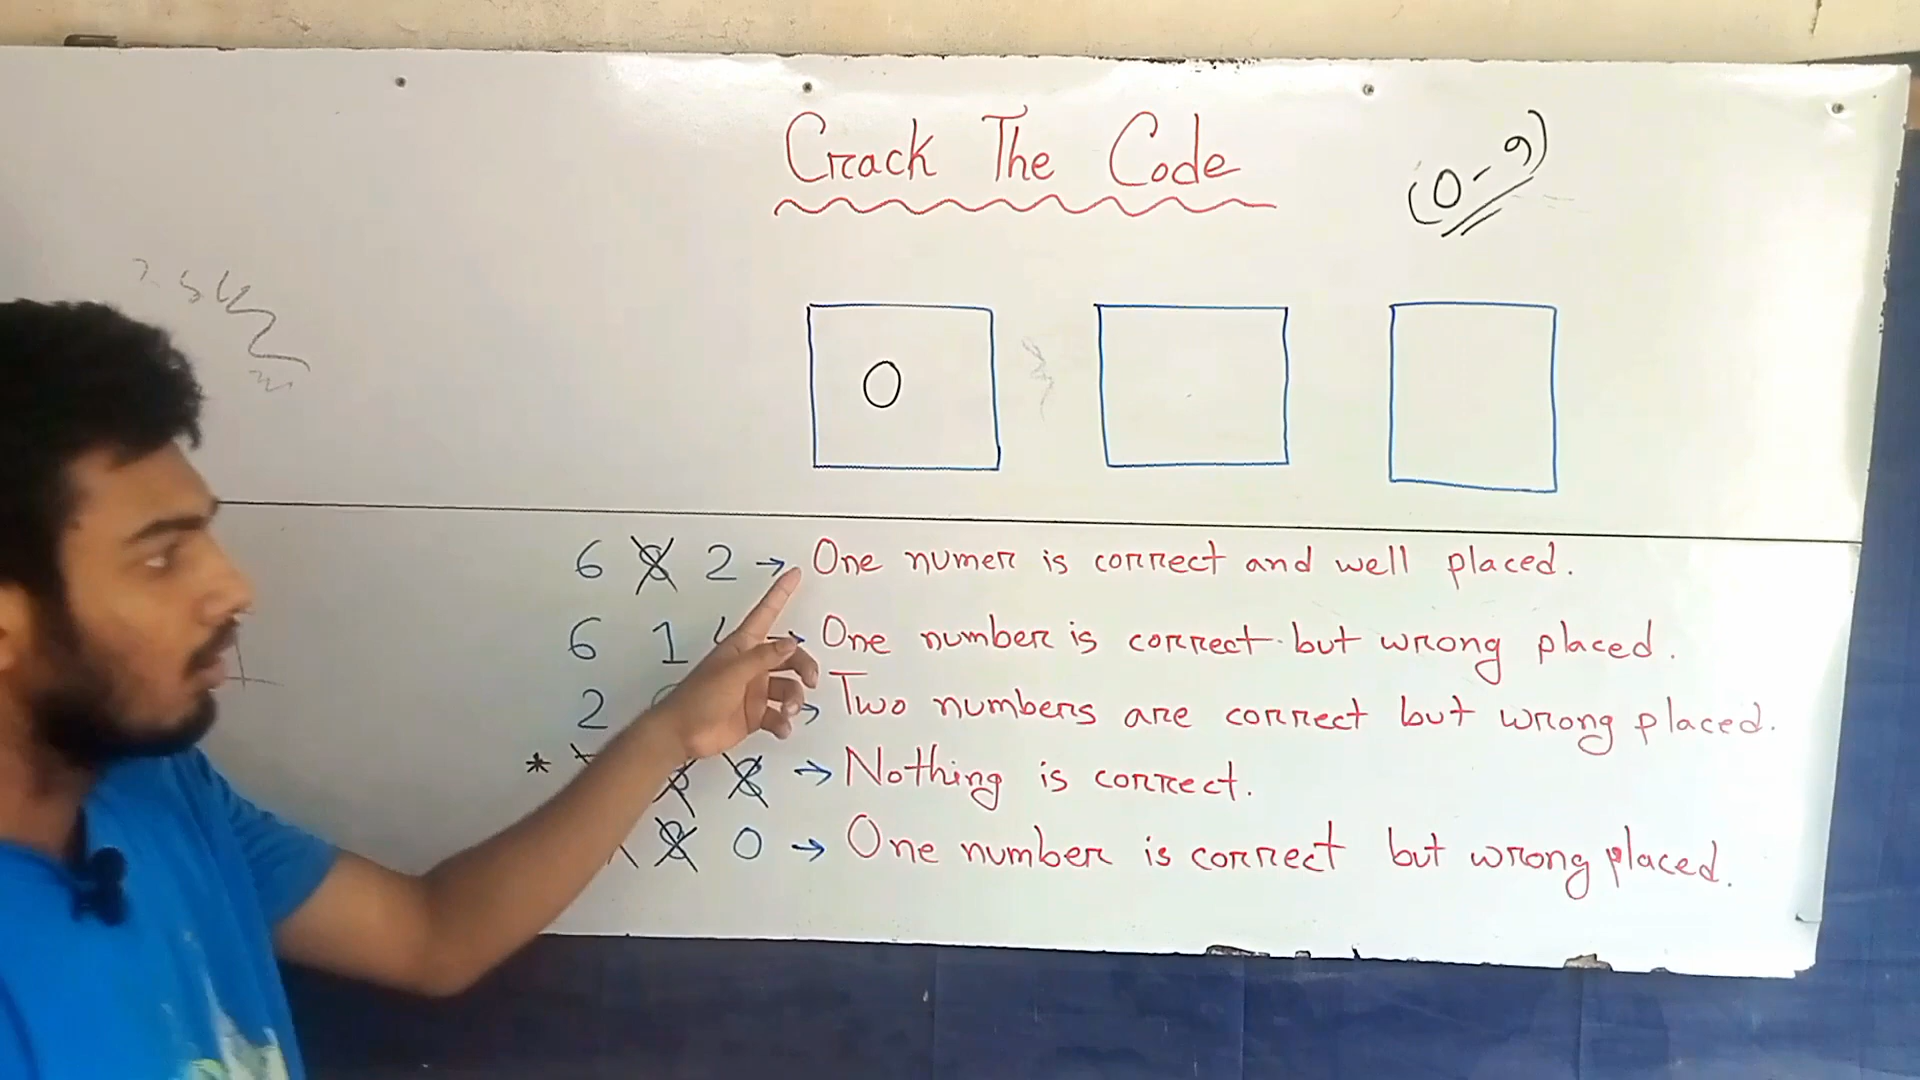 Crack The Code
(0-9)
0
6 8 2 → One numer is correct and well placed.
6 1 → One number is correct but wrong placed.
2 → Two numbers are correct but wrong placed.
* 8 → Nothing is correct.
8 0 → One number is correct but wrong placed.